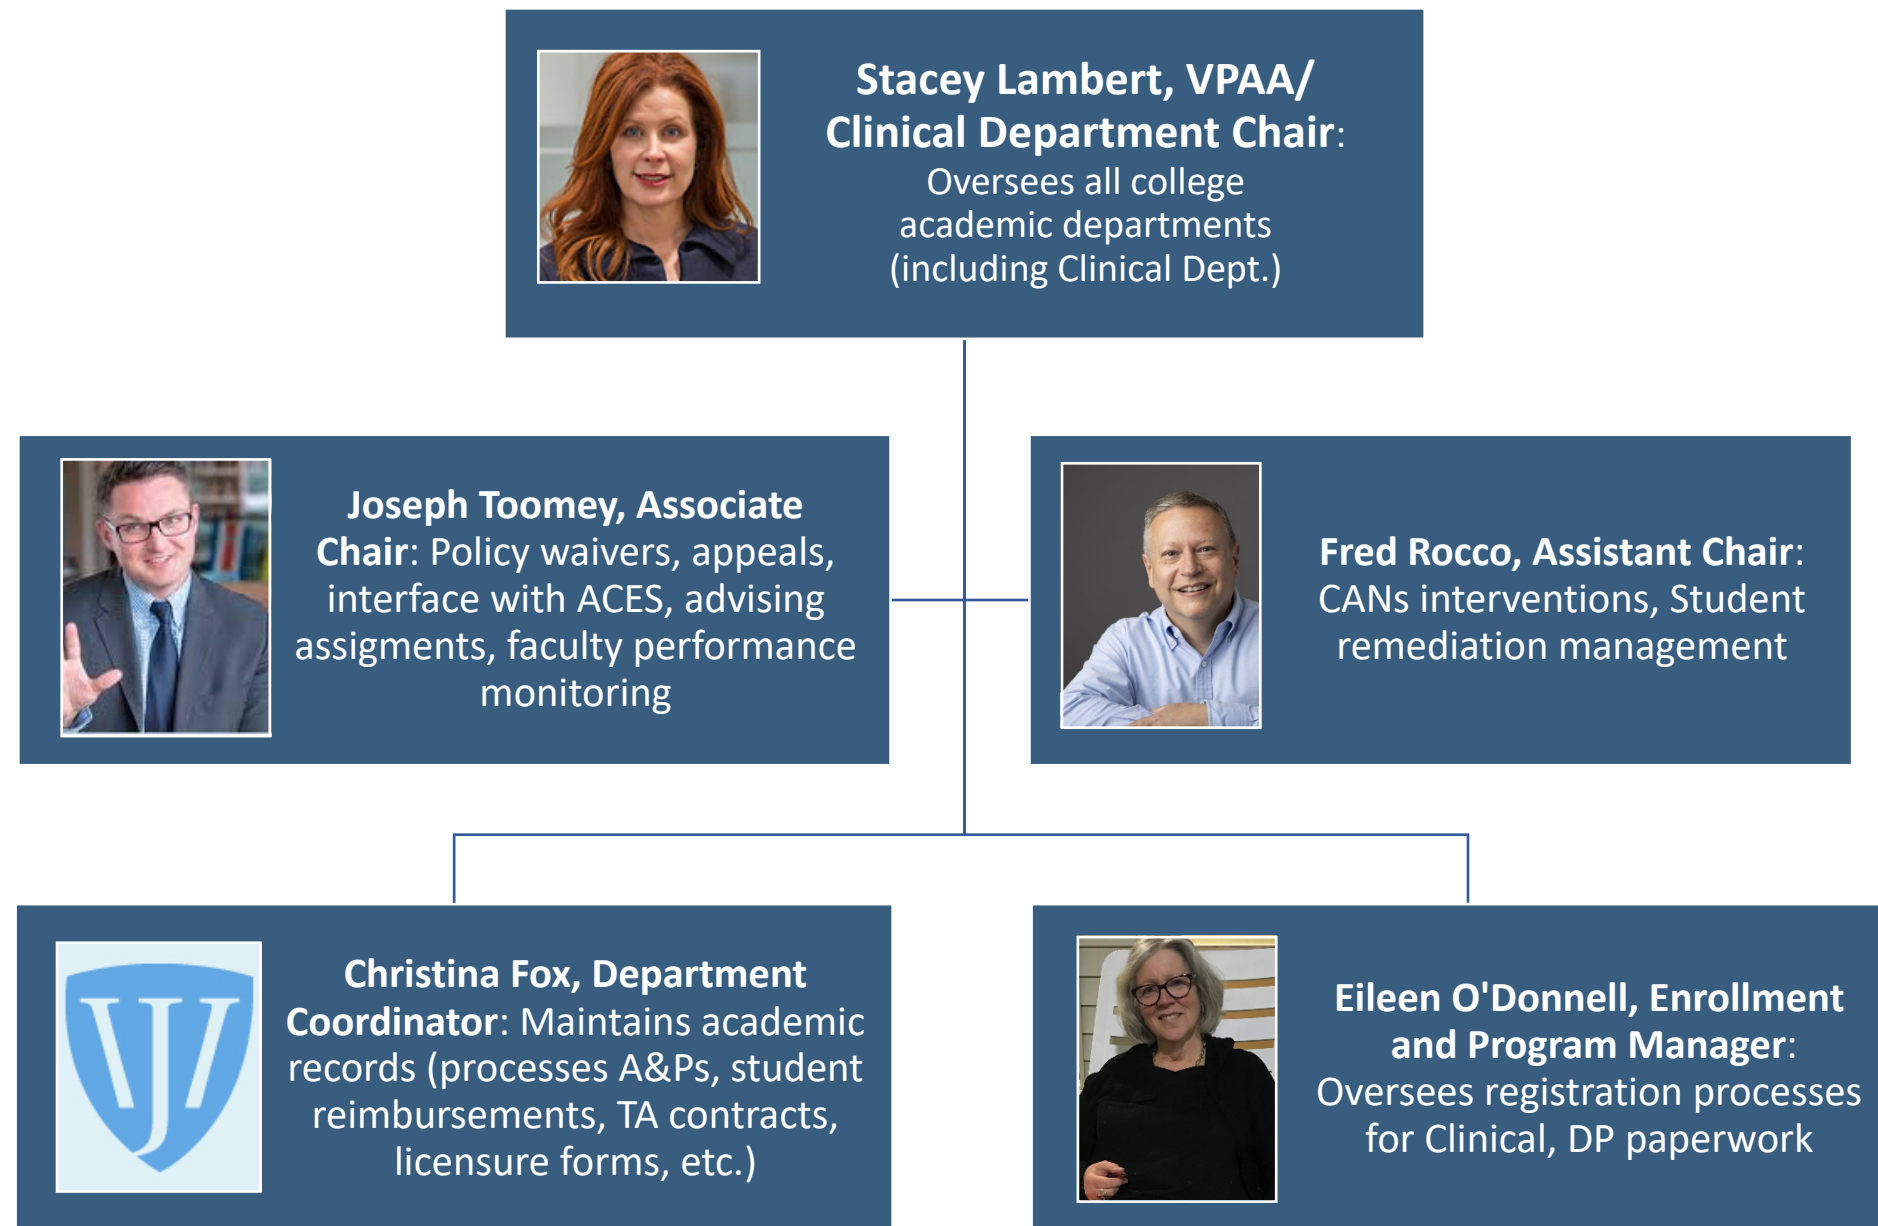 Stacey Lambert, VPAA/
Clinical Department Chair:
Oversees all college
academic departments
(including Clinical Dept.)
Joseph Toomey, Associate
Chair: Policy waivers, appeals,
interface with ACES, advising
assigments, faculty performance
monitoring
Fred Rocco, Assistant Chair:
CANs interventions, Student
remediation management
WJ
Christina Fox, Department
Coordinator: Maintains academic
records (processes A&Ps, student
reimbursements, TA contracts,
licensure forms, etc.)
Eileen O'Donnell, Enrollment
and Program Manager:
Oversees registration processes
for Clinical, DP paperwork